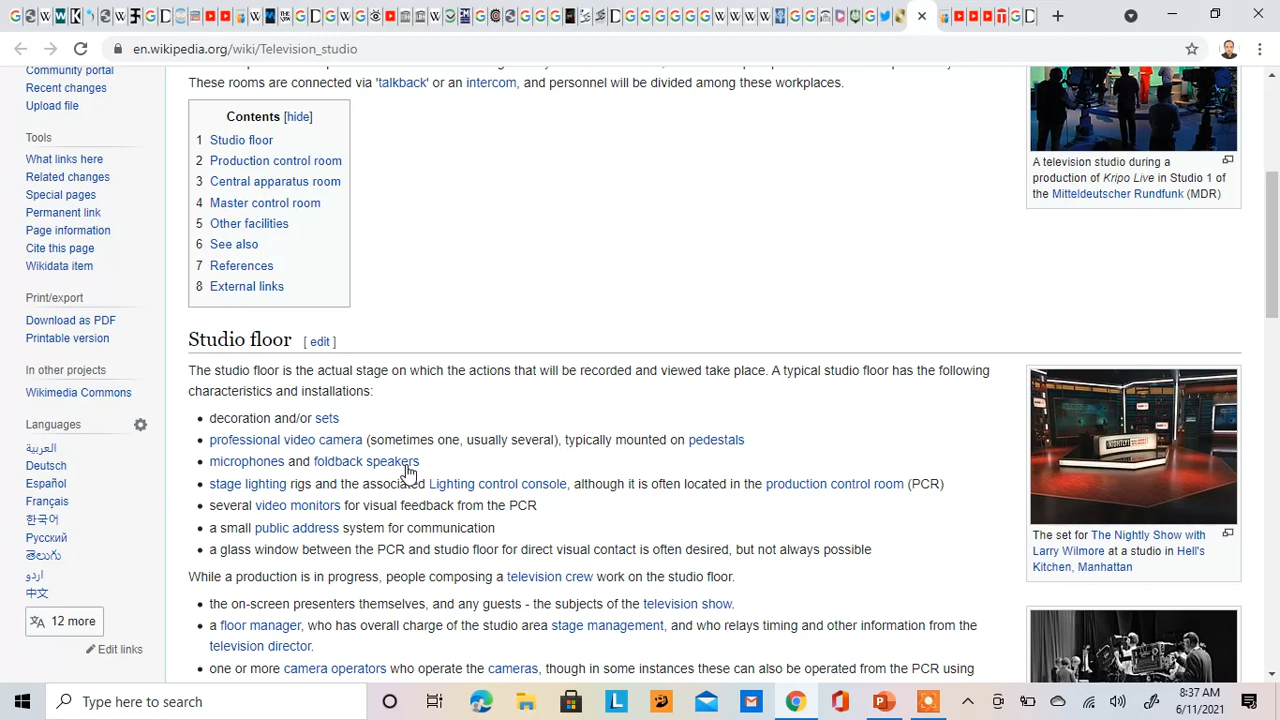 en.wikipedia.org/wiki/Television_studio
Community portal
Recent changes
Upload file
Tools
What links here
Related changes
Special pages
Permanent link
Page information
Cite this page
Wikidata item
Print/export
Download as PDF
Printable version
In other projects
Wikimedia Commons
Languages
العربية
Deutsch
Español
Français
한국어
Русский
తెలుగు
اردو
中文
12 more
Edit links
These rooms are connected via 'talkback' or an intercom, and personnel will be divided among these workplaces.
Contents [hide]
1 Studio floor
2 Production control room
3 Central apparatus room
4 Master control room
5 Other facilities
6 See also
7 References
8 External links
Studio floor [ edit ]
The studio floor is the actual stage on which the actions that will be recorded and viewed take place. A typical studio floor has the following
characteristics and installations:
• decoration and/or sets
• professional video camera (sometimes one, usually several), typically mounted on pedestals
• microphones and foldback speakers
• stage lighting rigs and the associated Lighting control console, although it is often located in the production control room (PCR)
• several video monitors for visual feedback from the PCR
• a small public address system for communication
• a glass window between the PCR and studio floor for direct visual contact is often desired, but not always possible
While a production is in progress, people composing a television crew work on the studio floor.
• the on-screen presenters themselves, and any guests - the subjects of the television show.
• a floor manager, who has overall charge of the studio area stage management, and who relays timing and other information from the
television director.
• one or more camera operators who operate the cameras, though in some instances these can also be operated from the PCR using
A television studio during a
production of Kripo Live in Studio 1 of
the Mitteldeutscher Rundfunk (MDR)
The set for The Nightly Show with
Larry Wilmore at a studio in Hell's
Kitchen, Manhattan
Type here to search
8:37 AM
6/11/2021